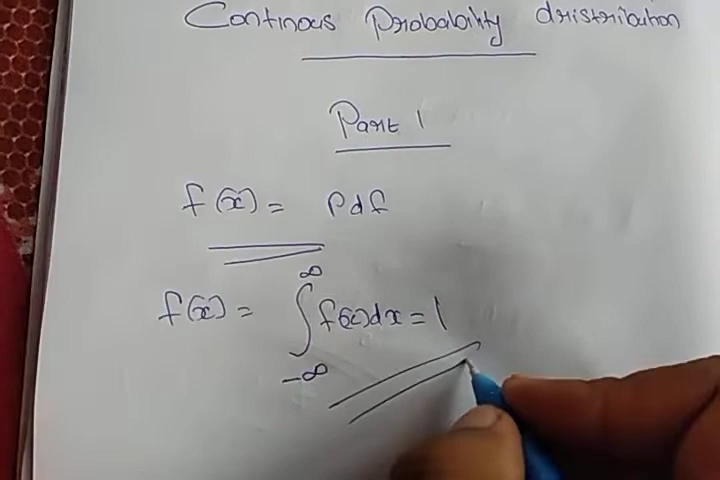 Continous Probability dristribution
Part 1
f(x) = Pdf
f(x) = ∫_{-∞}^{∞} f(x)dx = 1